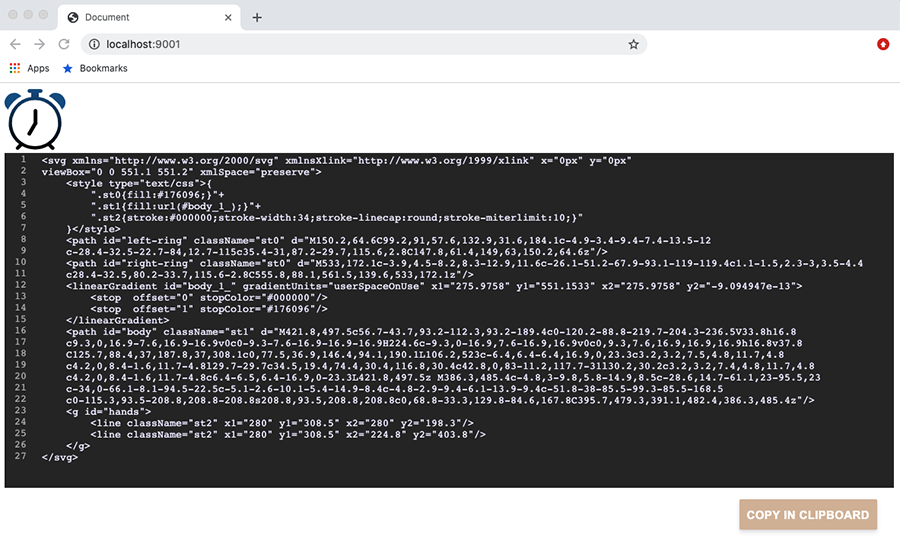 Document
localhost:9001
Apps Bookmarks
1 <svg xmlns="http://www.w3.org/2000/svg" xmlnsXlink="http://www.w3.org/1999/xlink" x="0px" y="0px"
2 viewBox="0 0 551.1 551.2" xmlSpace="preserve">
3 <style type="text/css">{
4 ".st0{fill:#176096;}"+
5 ".st1{fill:url(#body_1_);}"+
6 ".st2{stroke:#000000;stroke-width:34;stroke-linecap:round;stroke-miterlimit:10;}"
7 }</style>
8 <path id="left-ring" className="st0" d="M150.2,64.6C99.2,91,57.6,132.9,31.6,184.1c-4.9-3.4-9.4-7.4-13.5-12
9 c-28.4-32.5-22.7-84,12.7-115c35.4-31,87.2-29.7,115.6,2.8C147.8,61.4,149,63,150.2,64.6z"/>
10 <path id="right-ring" className="st0" d="M533,172.1c-3.9,4.5-8.2,8.3-12.9,11.6c-26.1-51.2-67.9-93.1-119-119.4c1.1-1.5,2.3-3,3.5-4.4
11 c28.4-32.5,80.2-33.7,115.6-2.8C555.8,88.1,561.5,139.6,533,172.1z"/>
12 <linearGradient id="body_1_" gradientUnits="userSpaceOnUse" x1="275.9758" y1="551.1533" x2="275.9758" y2="-9.094947e-13">
13 <stop offset="0" stopColor="#000000"/>
14 <stop offset="1" stopColor="#176096"/>
15 </linearGradient>
16 <path id="body" className="st1" d="M421.8,497.5c56.7-43.7,93.2-112.3,93.2-189.4c0-120.2-88.8-219.7-204.3-236.5V33.8h16.8
17 c9.3,0,16.9-7.6,16.9-16.9v0c0-9.3-7.6-16.9-16.9-16.9H224.6c-9.3,0-16.9,7.6-16.9,16.9v0c0,9.3,7.6,16.9,16.9,16.9h16.8v37.8
18 C125.7,88.4,37,187.8,37,308.1c0,77.5,36.9,146.4,94.1,190.1L106.2,523c-6.4,6.4-6.4,16.9,0,23.3c3.2,3.2,7.5,4.8,11.7,4.8
19 c4.2,0,8.4-1.6,11.7-4.8l29.7-29.7c34.5,19.4,74.4,30.4,116.8,30.4c42.8,0,83-11.2,117.7-31l30.2,30.2c3.2,3.2,7.4,4.8,11.7,4.8
20 c4.2,0,8.4-1.6,11.7-4.8c6.4-6.5,6.4-16.9,0-23.3L421.8,497.5z M386.3,485.4c-4.8,3-9.8,5.8-14.9,8.5c-28.6,14.7-61.1,23-95.5,23
21 c-34,0-66.1-8.1-94.5-22.5c-5.1-2.6-10.1-5.4-14.9-8.4c-4.8-2.9-9.4-6.1-13.9-9.4c-51.8-38-85.5-99.3-85.5-168.5
22 c0-115.3,93.5-208.8,208.8-208.8s208.8,93.5,208.8,208.8c0,68.8-33.3,129.8-84.6,167.8C395.7,479.3,391.1,482.4,386.3,485.4z"/>
23 <g id="hands">
24 <line className="st2" x1="280" y1="308.5" x2="280" y2="198.3"/>
25 <line className="st2" x1="280" y1="308.5" x2="224.8" y2="403.8"/>
26 </g>
27 </svg>
COPY IN CLIPBOARD